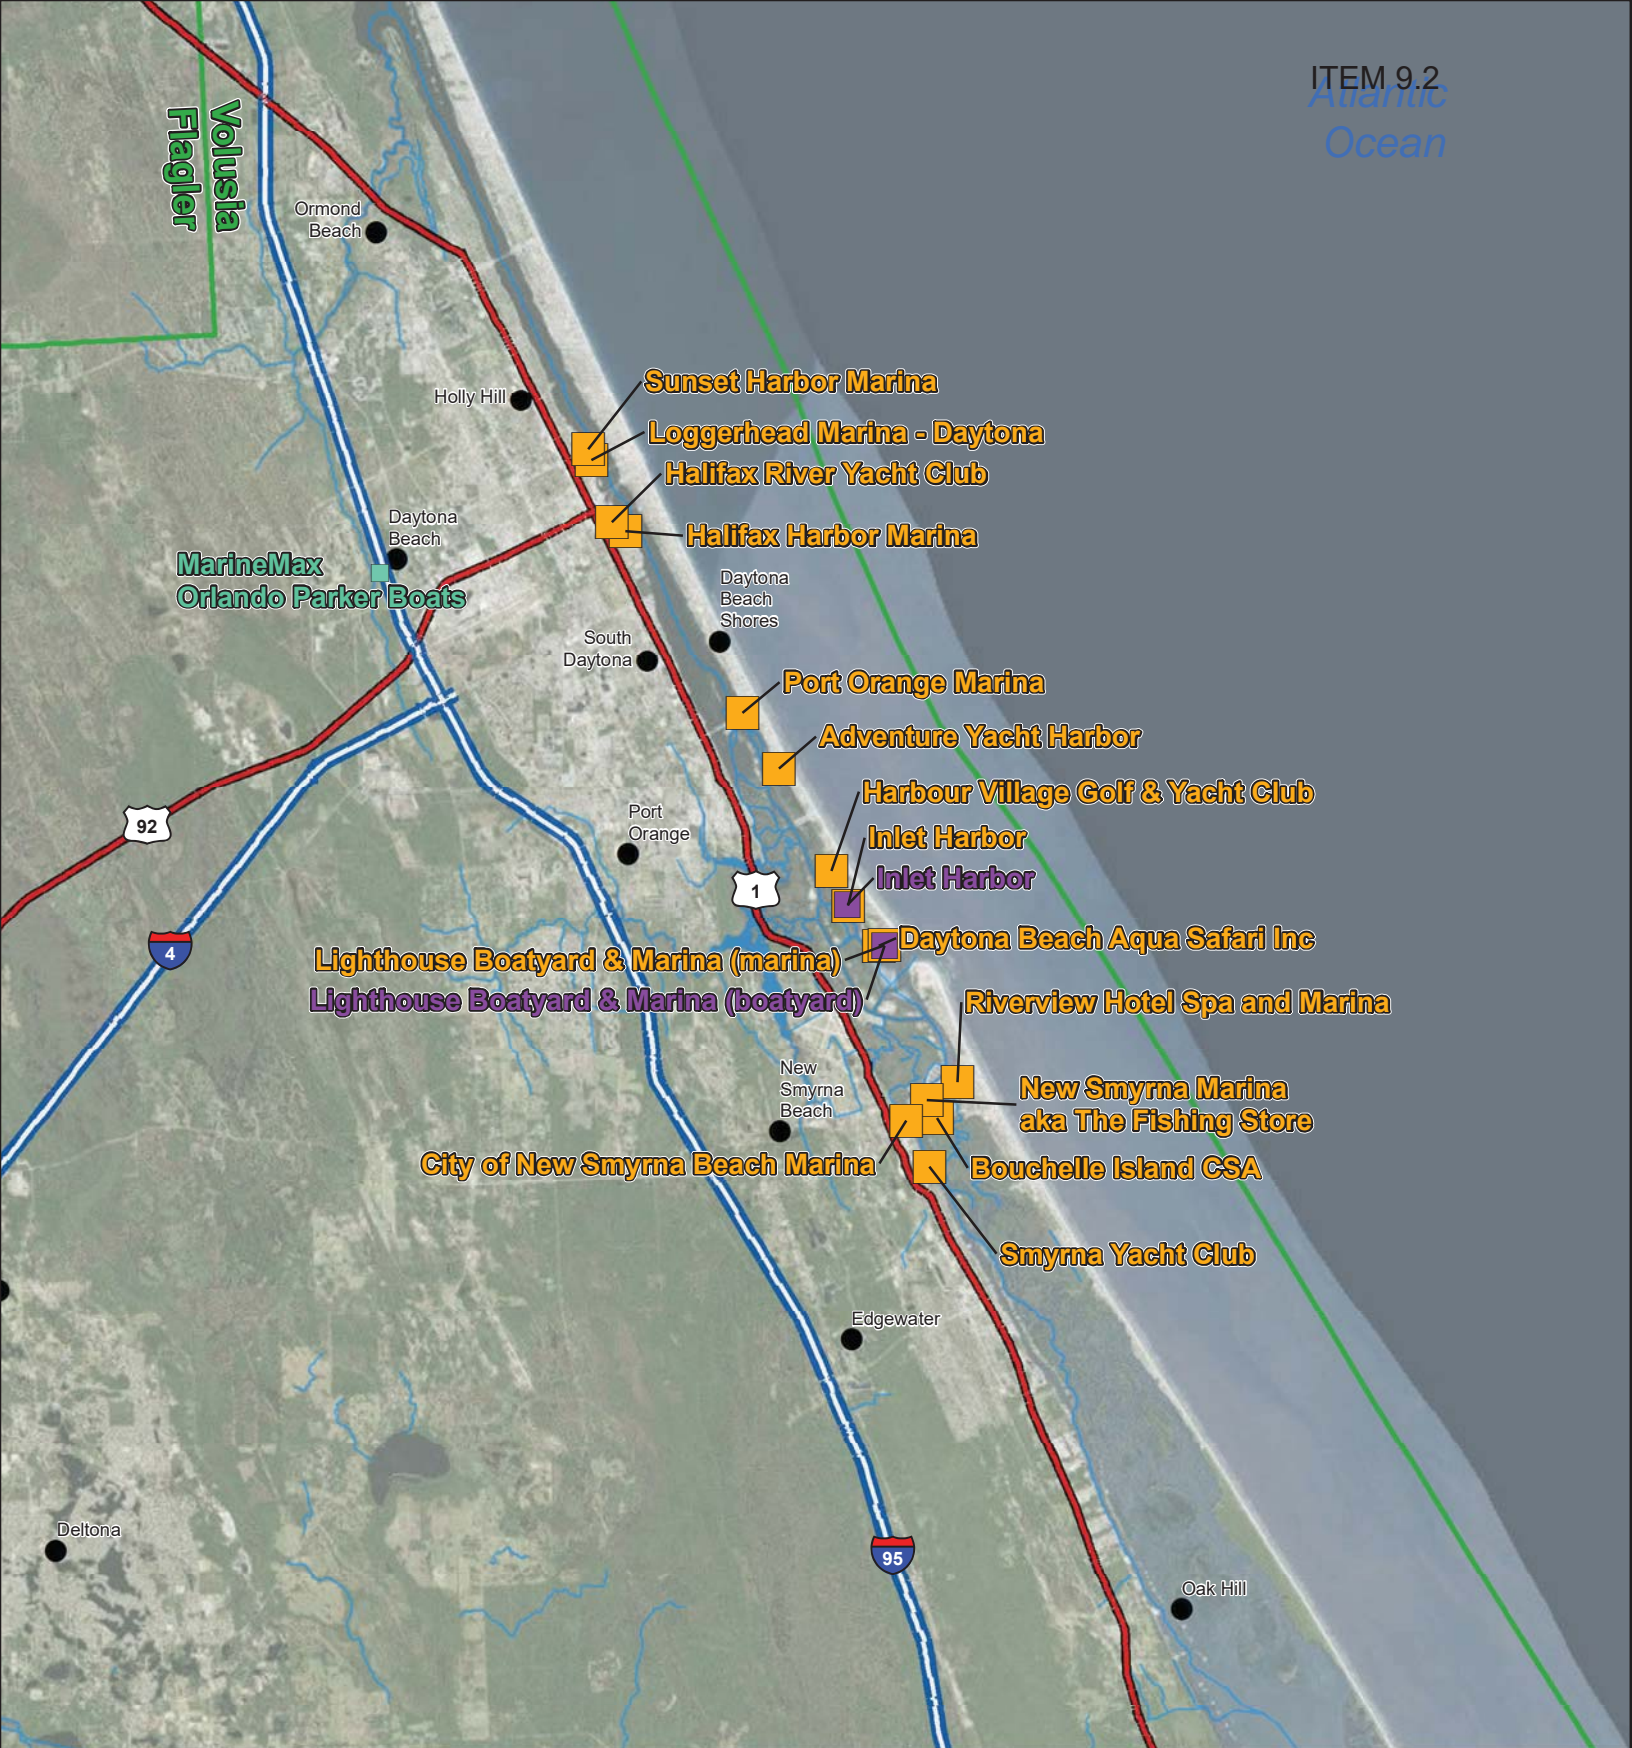 ITEM 9.2
Atlantic
Ocean
Volusia
Flagler
Ormond
Beach
Sunset Harbor Marina
Holly Hill
Loggerhead Marina - Daytona
Halifax River Yacht Club
Daytona
Beach
Halifax Harbor Marina
MarineMax
Orlando Parker Boats
Daytona
Beach
Shores
South
Daytona
Port Orange Marina
Adventure Yacht Harbor
Harbour Village Golf & Yacht Club
92
Port
Orange
Inlet Harbor
Inlet Harbor
1
Daytona Beach Aqua Safari Inc
4
Lighthouse Boatyard & Marina (marina)
Lighthouse Boatyard & Marina (boatyard)
Riverview Hotel Spa and Marina
New
Smyrna
Beach
New Smyrna Marina
aka The Fishing Store
City of New Smyrna Beach Marina
Bouchelle Island CSA
Smyrna Yacht Club
Edgewater
Deltona
95
Oak Hill